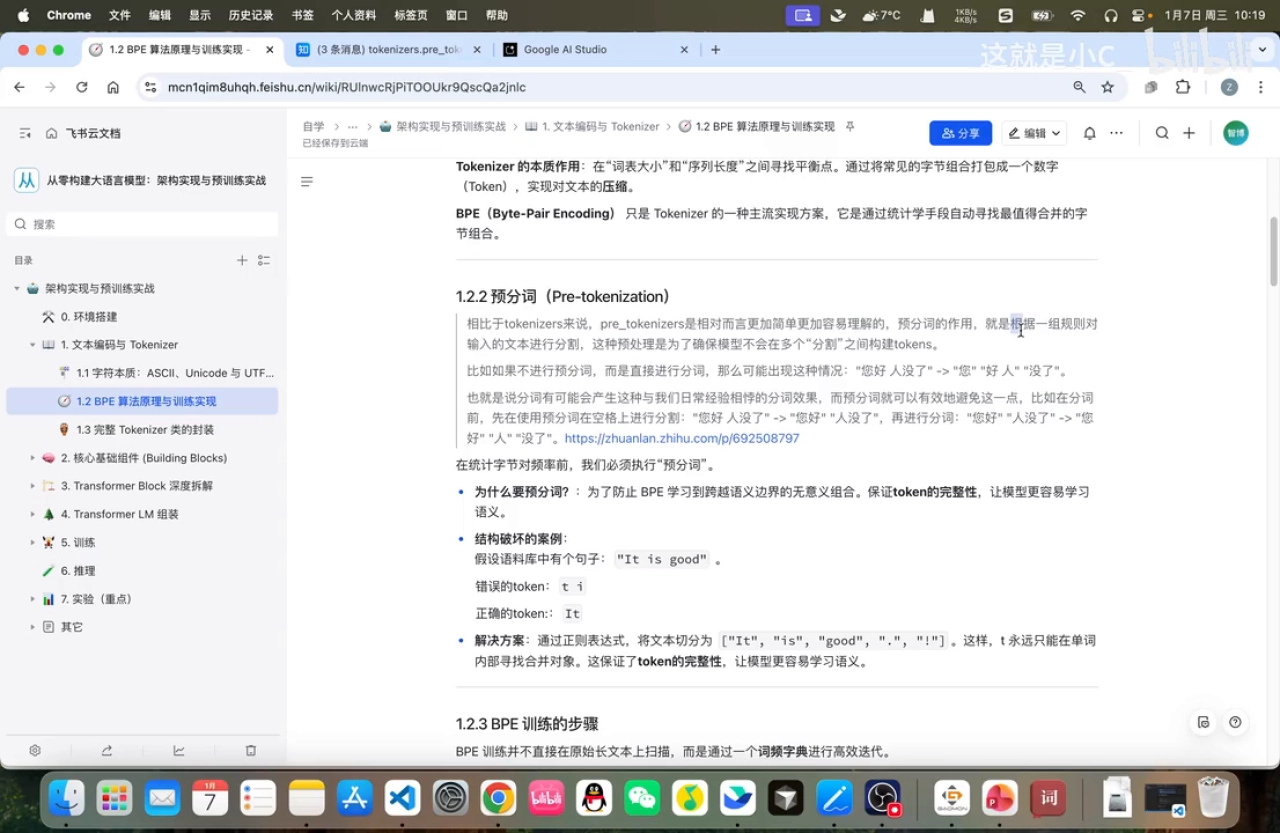 Chrome 文件 编辑 显示 历史记录 书签 个人资料 标签页 窗口 帮助 7°C 1KB/s 4KB/s 1月7日 周三 10:19
1.2 BPE 算法原理与训练实现 - (3 条消息) tokenizers.pre_tok Google AI Studio
这就是小C
bilibili
mcn1qim8uhqh.feishu.cn/wiki/RUlnwcRjPiTOOUkr9QscQa2jnlc
Z
飞书云文档
自学 > ... > 架构实现与预训练实战 > 1. 文本编码与 Tokenizer > 1.2 BPE 算法原理与训练实现
已经保存到云端
分享
编辑
智博
从零构建大语言模型：架构实现与预训练实战
搜索
目录
架构实现与预训练实战
0. 环境搭建
1. 文本编码与 Tokenizer
1.1 字符本质：ASCII、Unicode 与 UTF...
1.2 BPE 算法原理与训练实现
1.3 完整 Tokenizer 类的封装
2. 核心基础组件 (Building Blocks)
3. Transformer Block 深度拆解
4. Transformer LM 组装
5. 训练
6. 推理
7. 实验（重点）
其它
Tokenizer 的本质作用：在“词表大小”和“序列长度”之间寻找平衡点。通过将常见的字节组合打包成一个数字
（Token），实现对文本的压缩。
BPE（Byte-Pair Encoding） 只是 Tokenizer 的一种主流实现方案，它是通过统计学手段自动寻找最值得合并的字
节组合。
1.2.2 预分词（Pre-tokenization）
相比于tokenizers来说，pre_tokenizers是相对而言更加简单更加容易理解的，预分词的作用，就是根据一组规则对
输入的文本进行分割，这种预处理是为了确保模型不会在多个“分割”之间构建tokens。
比如如果不进行预分词，而是直接进行分词，那么可能出现这种情况：“您好 人没了” -> “您” “好 人” “没了”。
也就是说分词有可能会产生这种与我们日常经验相悖的分词效果，而预分词就可以有效地避免这一点，比如在分词
前，先在使用预分词在空格上进行分割：“您好 人没了” -> “您好” “人没了”，再进行分词：“您好” “人没了” -> “您
好” “人” “没了”。https://zhuanlan.zhihu.com/p/692508797
在统计字节对频率前，我们必须执行“预分词”。
为什么要预分词？：为了防止 BPE 学习到跨越语义边界的无意义组合。保证token的完整性，让模型更容易学习
语义。
结构破坏的案例：
假设语料库中有个句子： "It is good" 。
错误的token： t i
正确的token:： It
解决方案：通过正则表达式，将文本切分为 ["It", "is", "good", ".", "!"] 。这样，t 永远只能在单词
内部寻找合并对象。这保证了token的完整性，让模型更容易学习语义。
1.2.3 BPE 训练的步骤
BPE 训练并不直接在原始长文本上扫描，而是通过一个词频字典进行高效迭代。
1月
7
bilibili
GAOMON
词